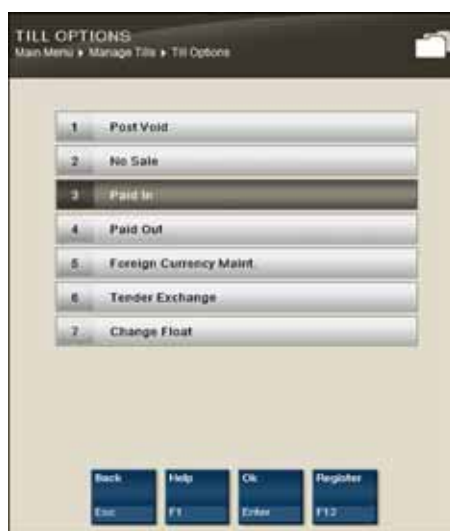 TILL OPTIONS
Main Menu ▸ Manage Tills ▸ Till Options
1 Post Void
2 No Sale
3 Paid In
4 Paid Out
5 Foreign Currency Maint.
6 Tender Exchange
7 Change Float
Back Help Ok Register
Esc F1 Enter F12